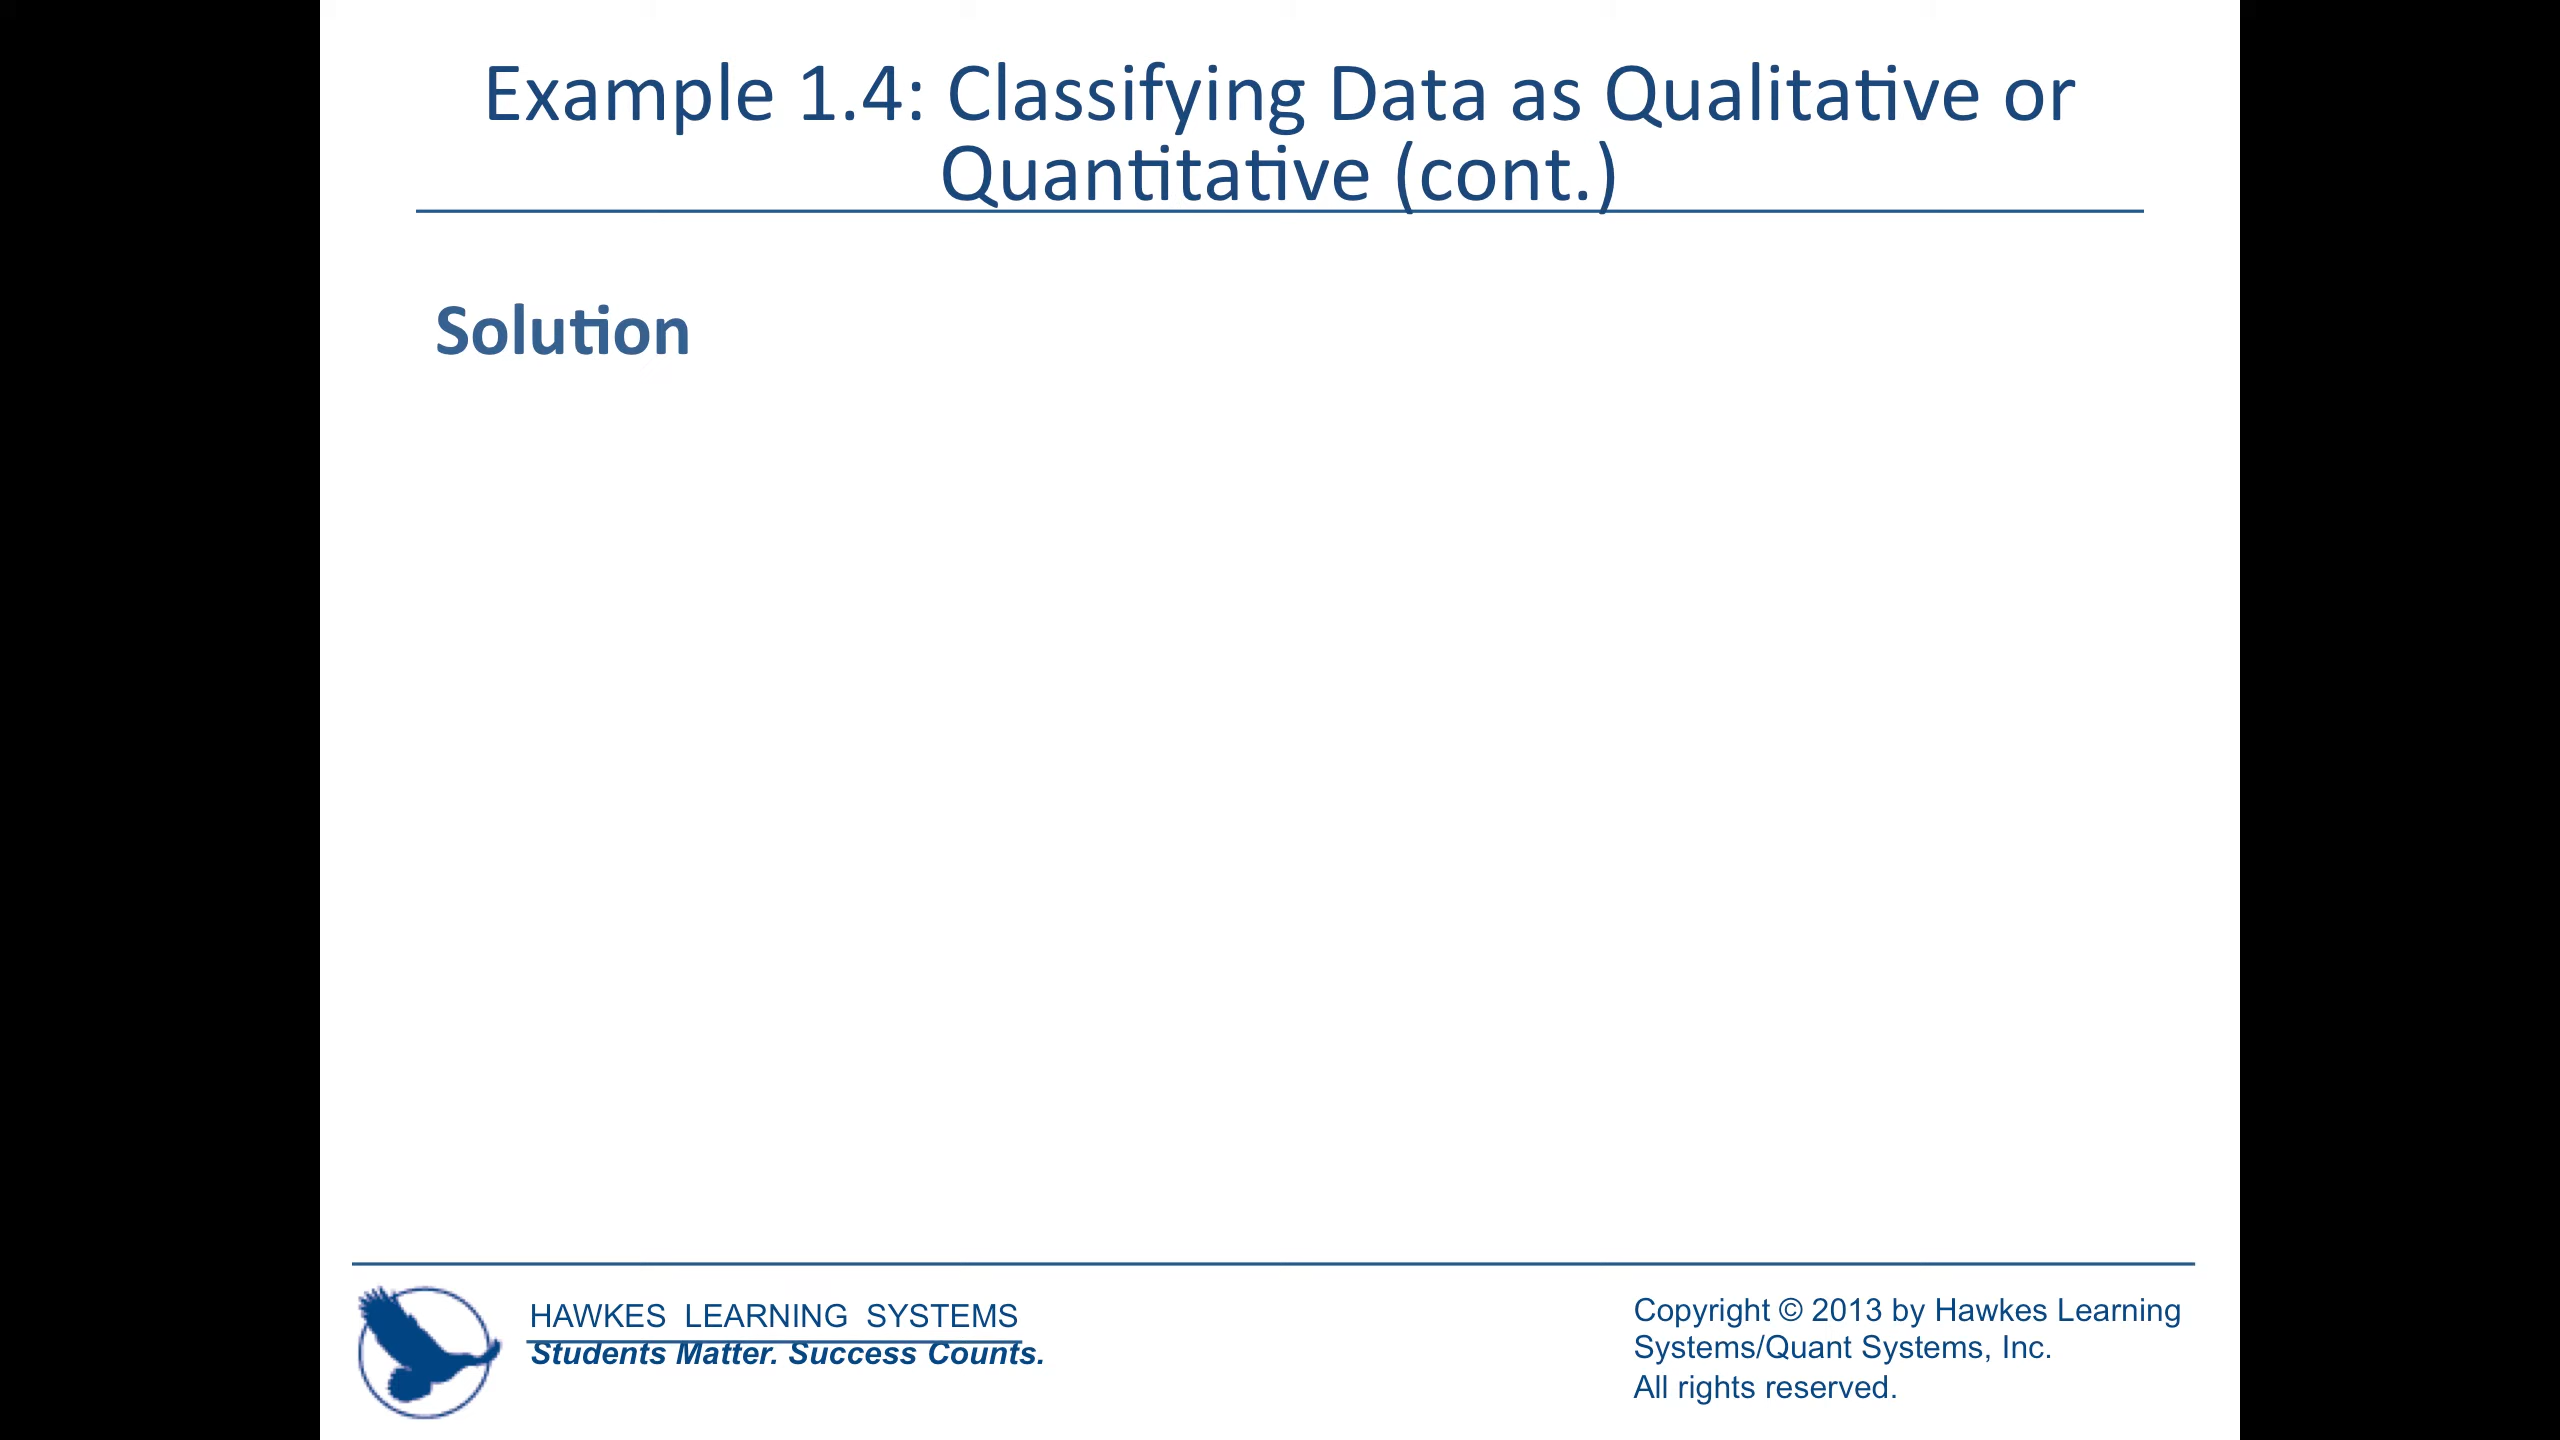 Example 1.4: Classifying Data as Qualitative or
Quantitative (cont.)
Solution
HAWKES LEARNING SYSTEMS
Students Matter. Success Counts.
Copyright © 2013 by Hawkes Learning
Systems/Quant Systems, Inc.
All rights reserved.